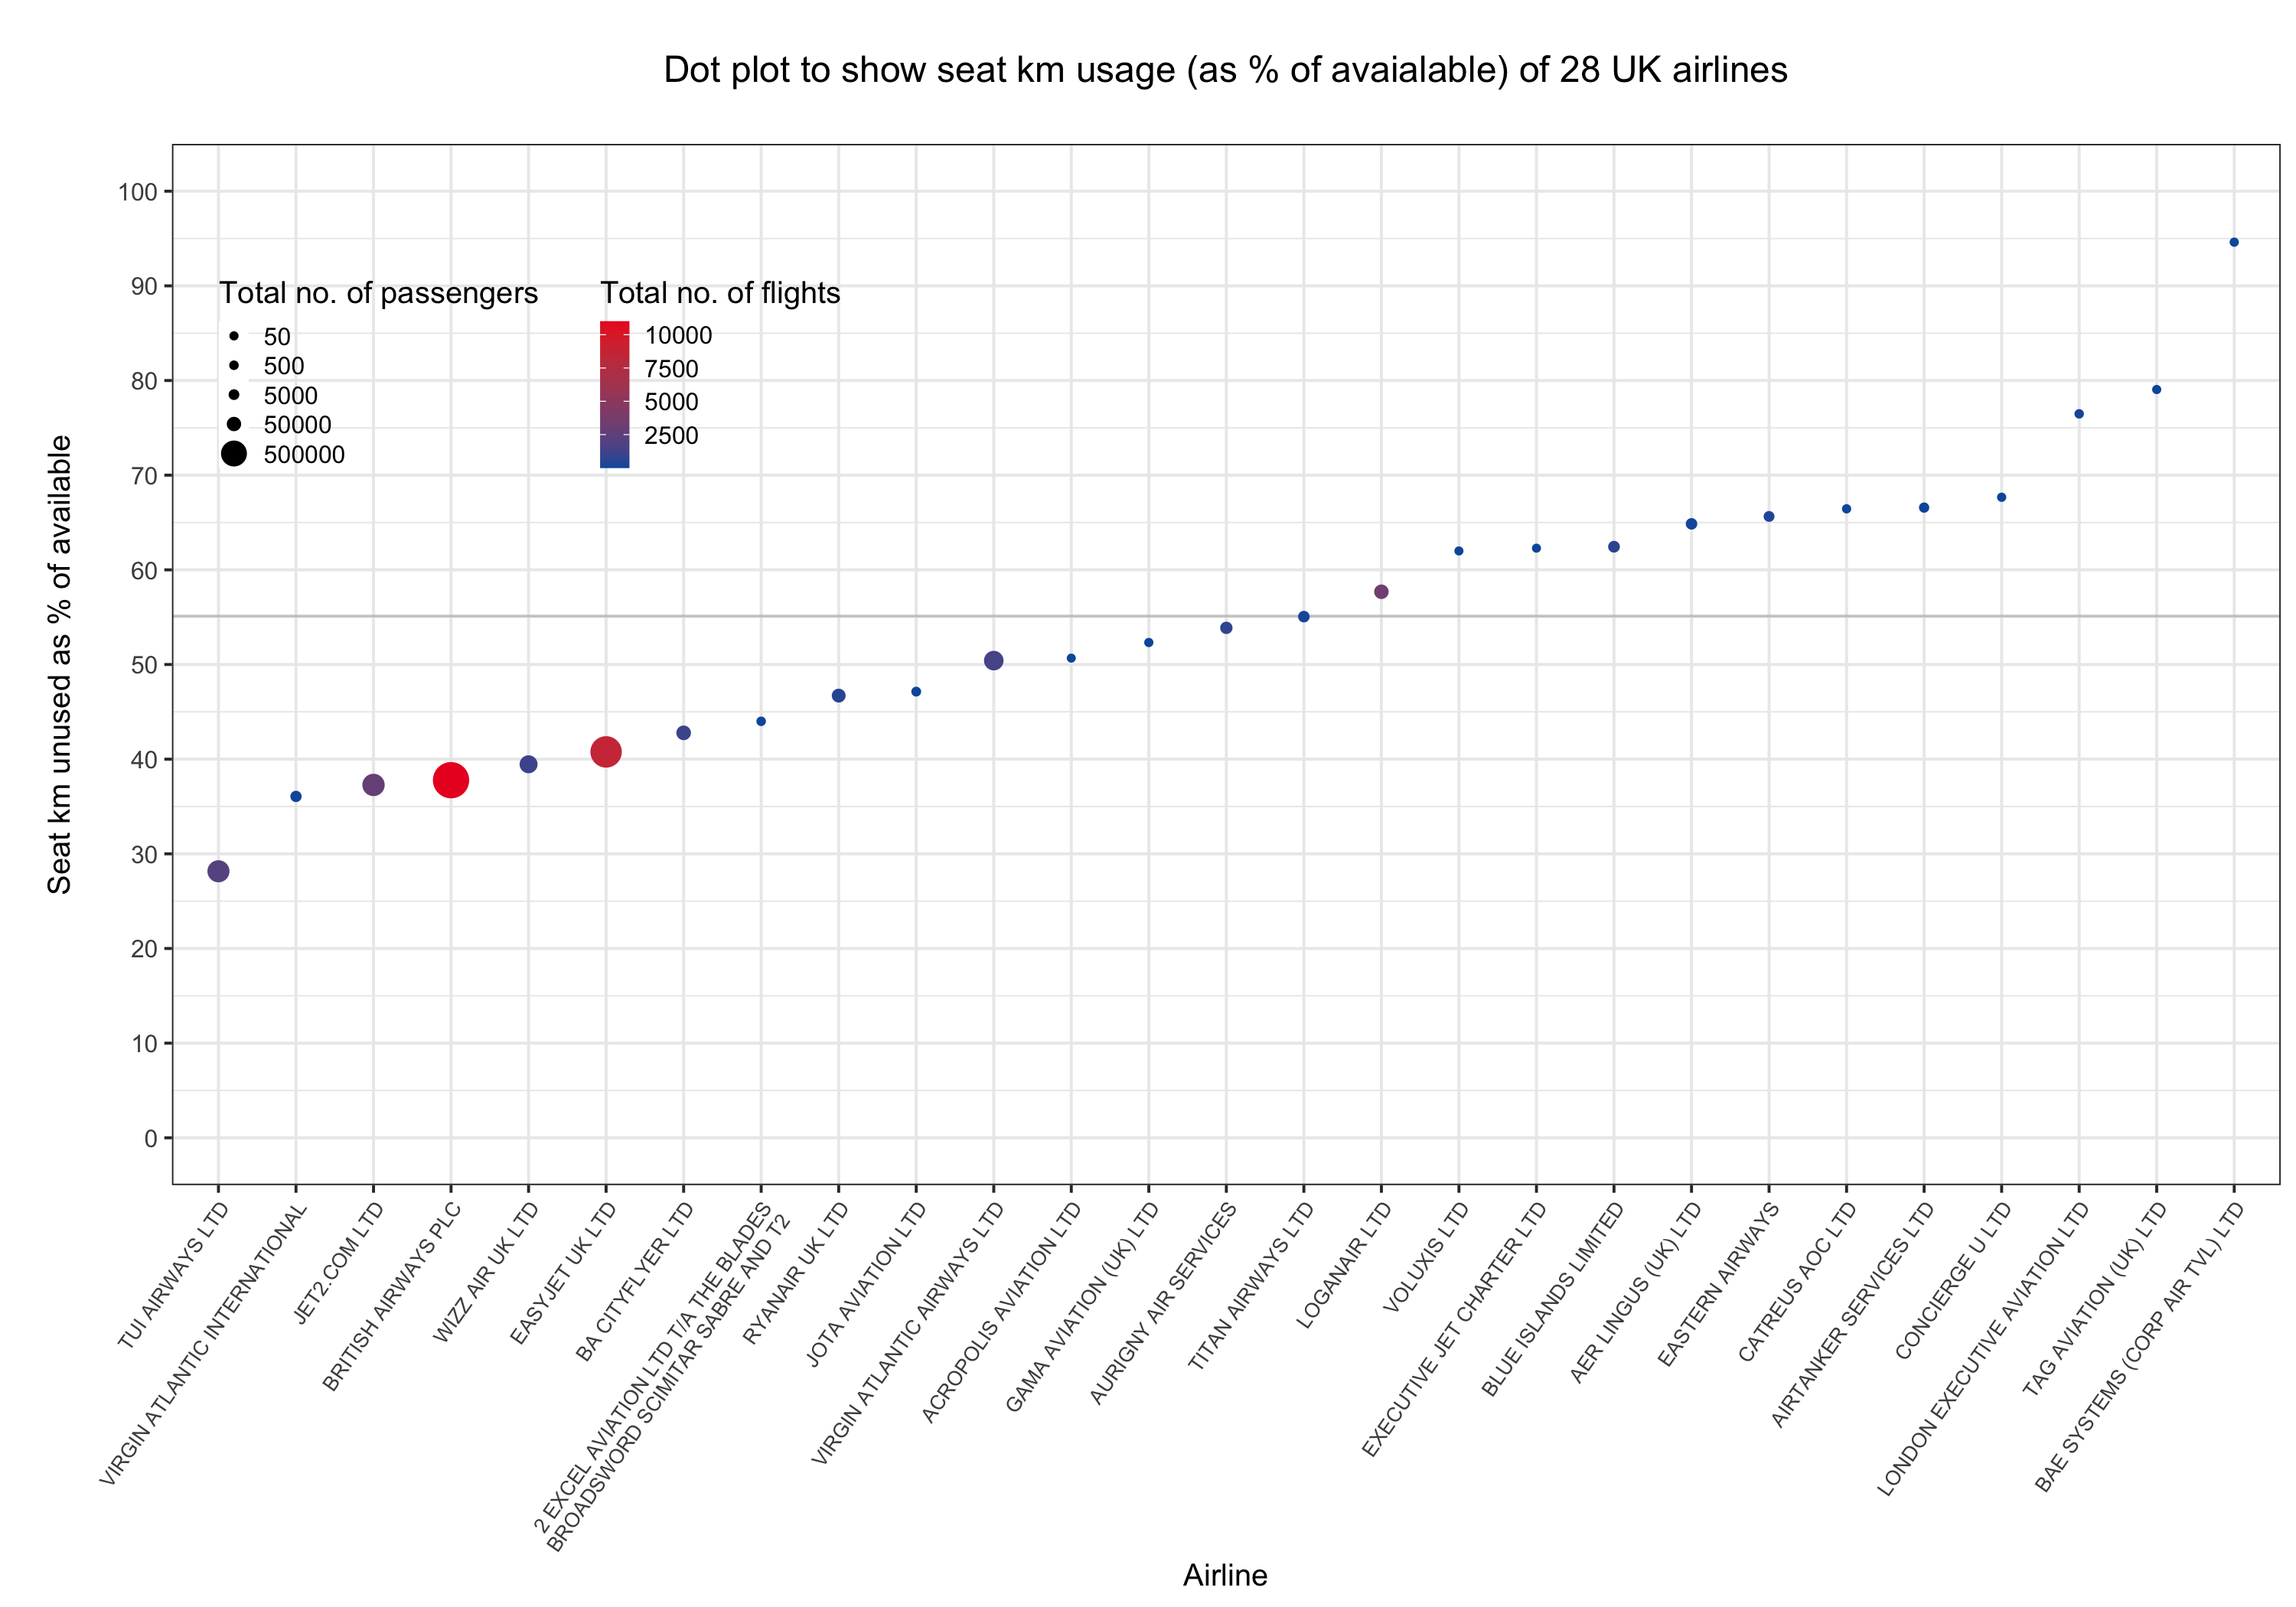 Dot plot to show seat km usage (as % of avaialable) of 28 UK airlines
Seat km unused as % of available
100
90
80
70
60
50
40
30
20
10
0
Total no. of passengers
50
500
5000
50000
500000
Total no. of flights
10000
7500
5000
2500
TUI AIRWAYS LTD
VIRGIN ATLANTIC INTERNATIONAL
JET2.COM LTD
BRITISH AIRWAYS PLC
WIZZ AIR UK LTD
EASYJET UK LTD
BA CITYFLYER LTD
2 EXCEL AVIATION LTD T/A THE BLADES
BROADSWORD SCIMITAR SABRE AND T2
RYANAIR UK LTD
JOTA AVIATION LTD
VIRGIN ATLANTIC AIRWAYS LTD
ACROPOLIS AVIATION LTD
GAMA AVIATION (UK) LTD
AURIGNY AIR SERVICES
TITAN AIRWAYS LTD
LOGANAIR LTD
VOLUXIS LTD
EXECUTIVE JET CHARTER LTD
BLUE ISLANDS LIMITED
AER LINGUS (UK) LTD
EASTERN AIRWAYS
CATREUS AOC LTD
AIRTANKER SERVICES LTD
CONCIERGE U LTD
LONDON EXECUTIVE AVIATION LTD
TAG AVIATION (UK) LTD
BAE SYSTEMS (CORP AIR TVL) LTD
Airline